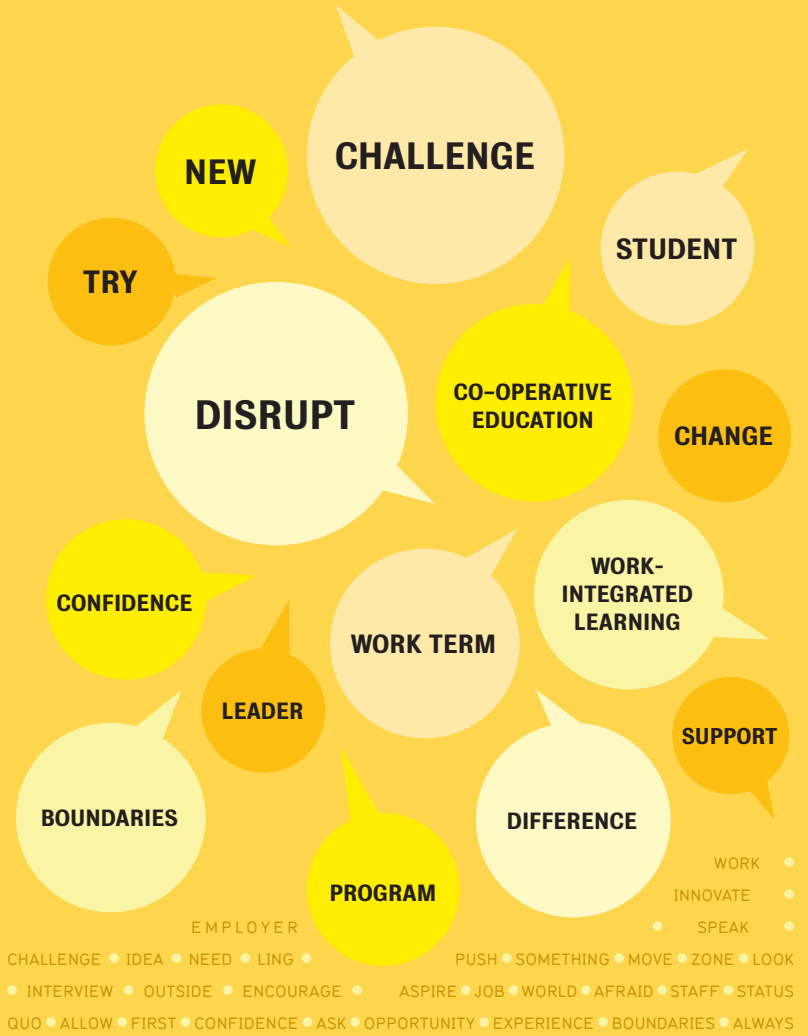 CHALLENGE
NEW
STUDENT
TRY
DISRUPT
CO-OPERATIVE
EDUCATION
CHANGE
CONFIDENCE
WORK-
INTEGRATED
LEARNING
WORK TERM
LEADER
SUPPORT
BOUNDARIES
DIFFERENCE
PROGRAM
WORK •
INNOVATE •
EMPLOYER • SPEAK •
CHALLENGE • IDEA • NEED • LING • PUSH • SOMETHING • MOVE • ZONE • LOOK
• INTERVIEW • OUTSIDE • ENCOURAGE • ASPIRE • JOB • WORLD • AFRAID • STAFF • STATUS
QUO • ALLOW • FIRST • CONFIDENCE • ASK • OPPORTUNITY • EXPERIENCE • BOUNDARIES • ALWAYS